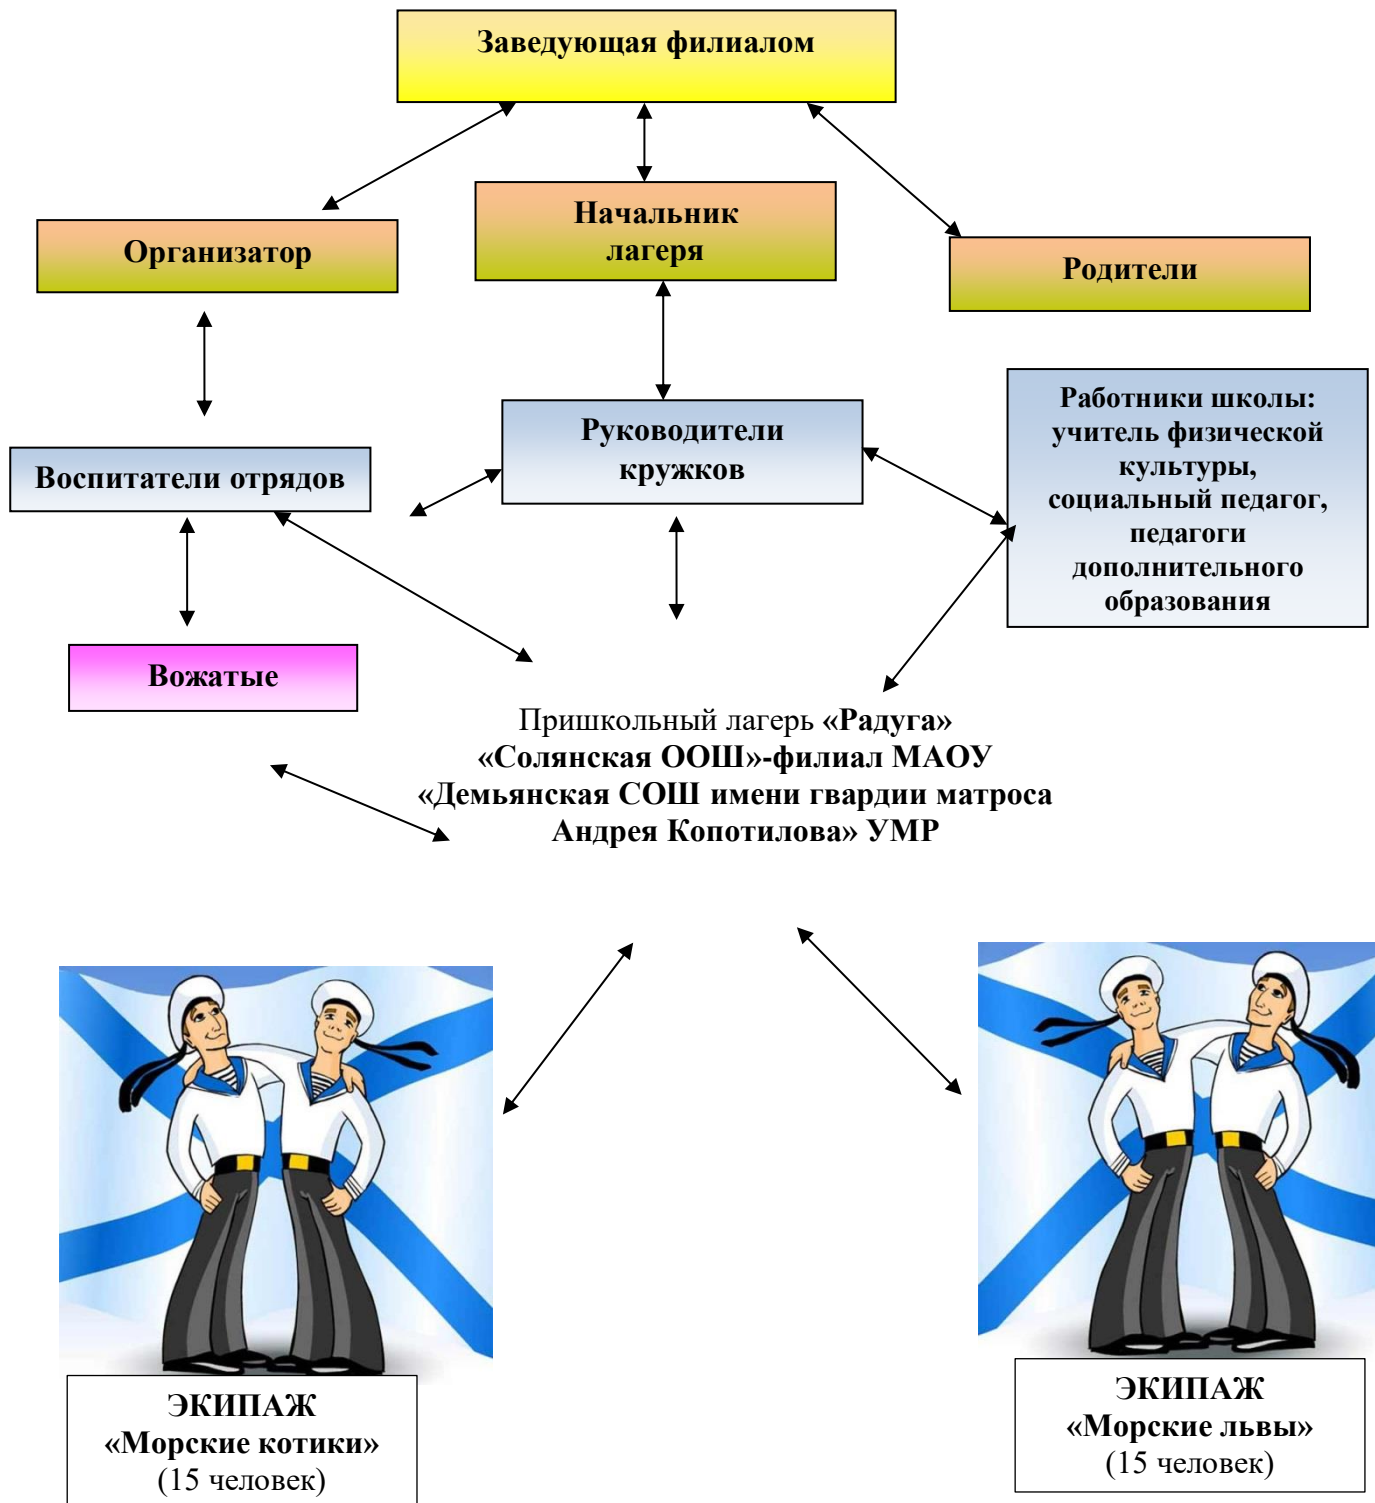 Заведующая филиалом
Организатор
Начальник
лагеря
Родители
Воспитатели отрядов
Руководители
кружков
Работники школы:
учитель физической
культуры,
социальный педагог,
педагоги
дополнительного
образования
Вожатые
Пришкольный лагерь «Радуга»
«Солянская ООШ»-филиал МАОУ
«Демьянская СОШ имени гвардии матроса
Андрея Копотилова» УМР
ЭКИПАЖ
«Морские котики»
(15 человек)
ЭКИПАЖ
«Морские львы»
(15 человек)